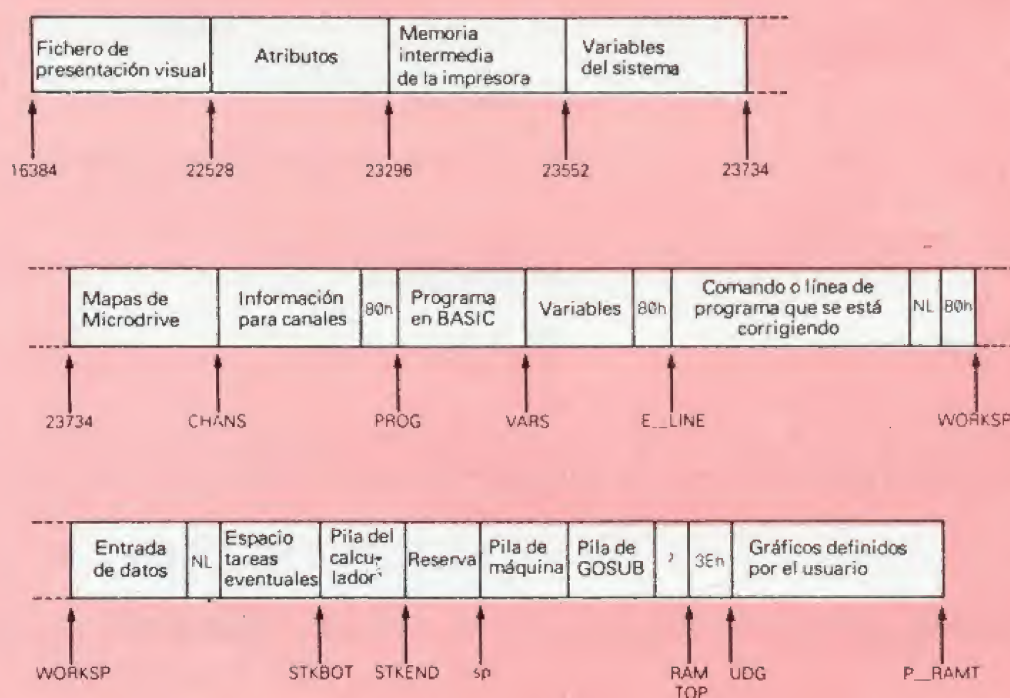 Fichero de
presentación visual
Atributos
Memoria
intermedia
de la impresora
Variables
del sistema
16384
22528
23296
23552
23734
Mapas de
Microdrive
Información
para canales
80h
Programa
en BASIC
Variables
80h
Comando o línea de
programa que se está
corrigiendo
NL
80h
23734
CHANS
PROG
VARS
E__LINE
WORKSP
Entrada
de datos
NL
Espacio
tareas
eventuales
Pila del
calcu-
lador
Reserva
Pila de
máquina
Pila de
GOSUB
?
3En
Gráficos definidos
por el usuario
WORKSP
STKBOT
STKEND
sp
RAM
TOP
UDG
P__RAMT